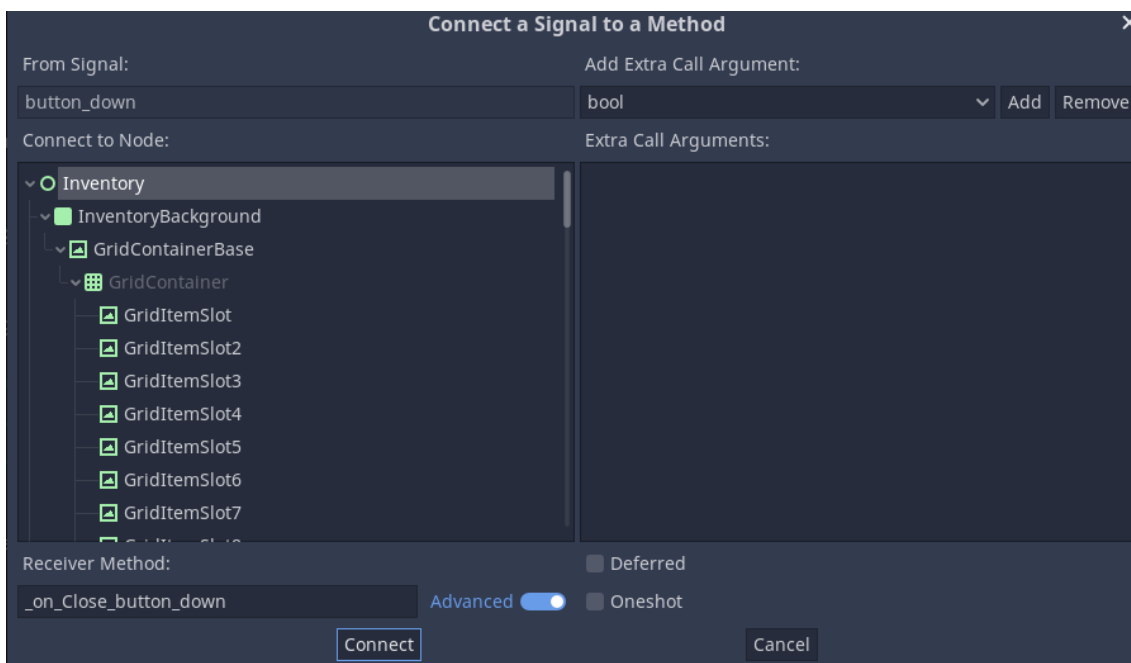 Connect a Signal to a Method
From Signal:
Add Extra Call Argument:
button_down
bool
Add
Remove
Connect to Node:
Extra Call Arguments:
Inventory
InventoryBackground
GridContainerBase
GridContainer
GridItemSlot
GridItemSlot2
GridItemSlot3
GridItemSlot4
GridItemSlot5
GridItemSlot6
GridItemSlot7
Receiver Method:
Deferred
_on_Close_button_down
Advanced
Oneshot
Connect
Cancel